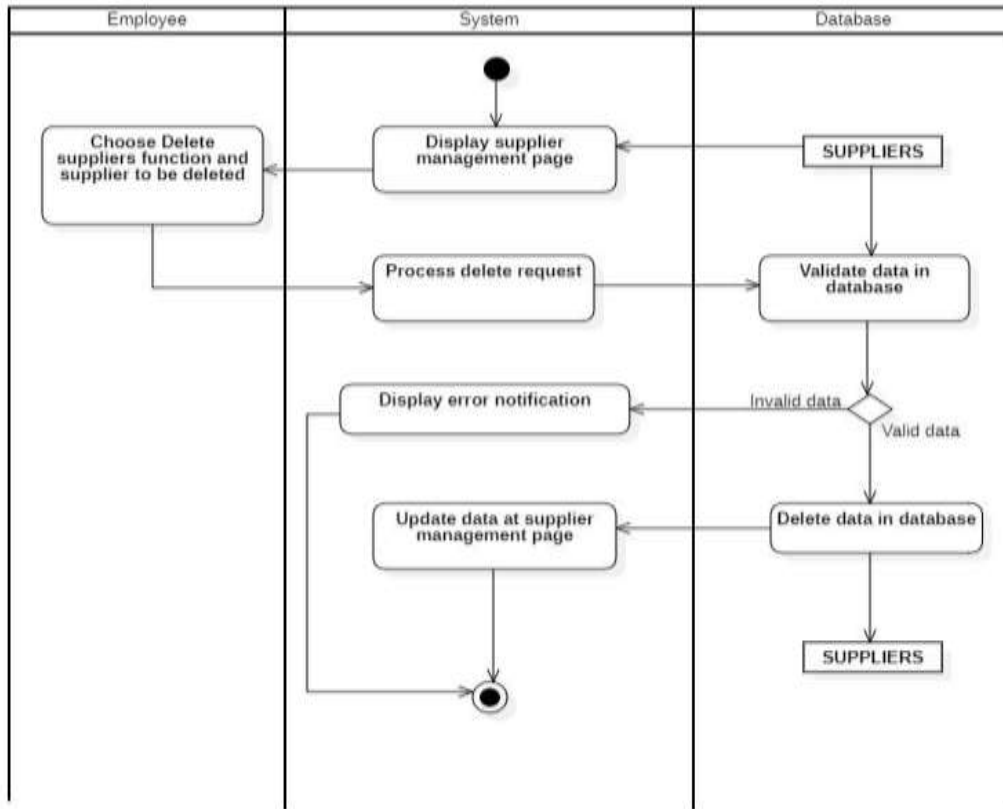 Employee
System
Database
Choose Delete
suppliers function and
supplier to be deleted
Display supplier
management page
SUPPLIERS
Process delete request
Validate data in
database
Display error notification
Invalid data
Valid data
Update data at supplier
management page
Delete data in database
SUPPLIERS